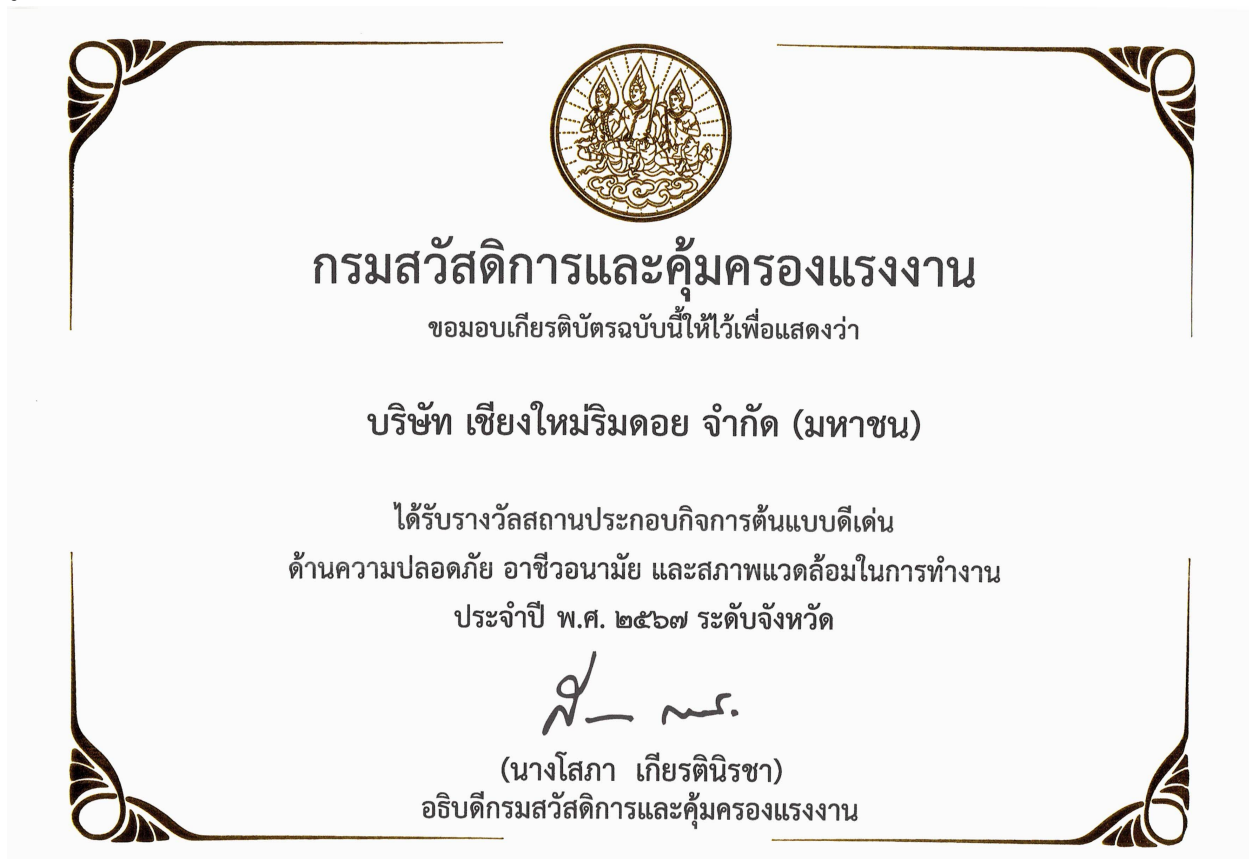 กรมสวัสดิการและคุ้มครองแรงงาน
ขอมอบเกียรติบัตรฉบับนี้ให้ไว้เพื่อแสดงว่า
บริษัท เชียงใหม่ริมดอย จำกัด (มหาชน)
ได้รับรางวัลสถานประกอบกิจการต้นแบบดีเด่น
ด้านความปลอดภัย อาชีวอนามัย และสภาพแวดล้อมในการทำงาน
ประจำปี พ.ศ. ๒๕๖๗ ระดับจังหวัด
(นางโสภา เกียรตินิรชา)
อธิบดีกรมสวัสดิการและคุ้มครองแรงงาน